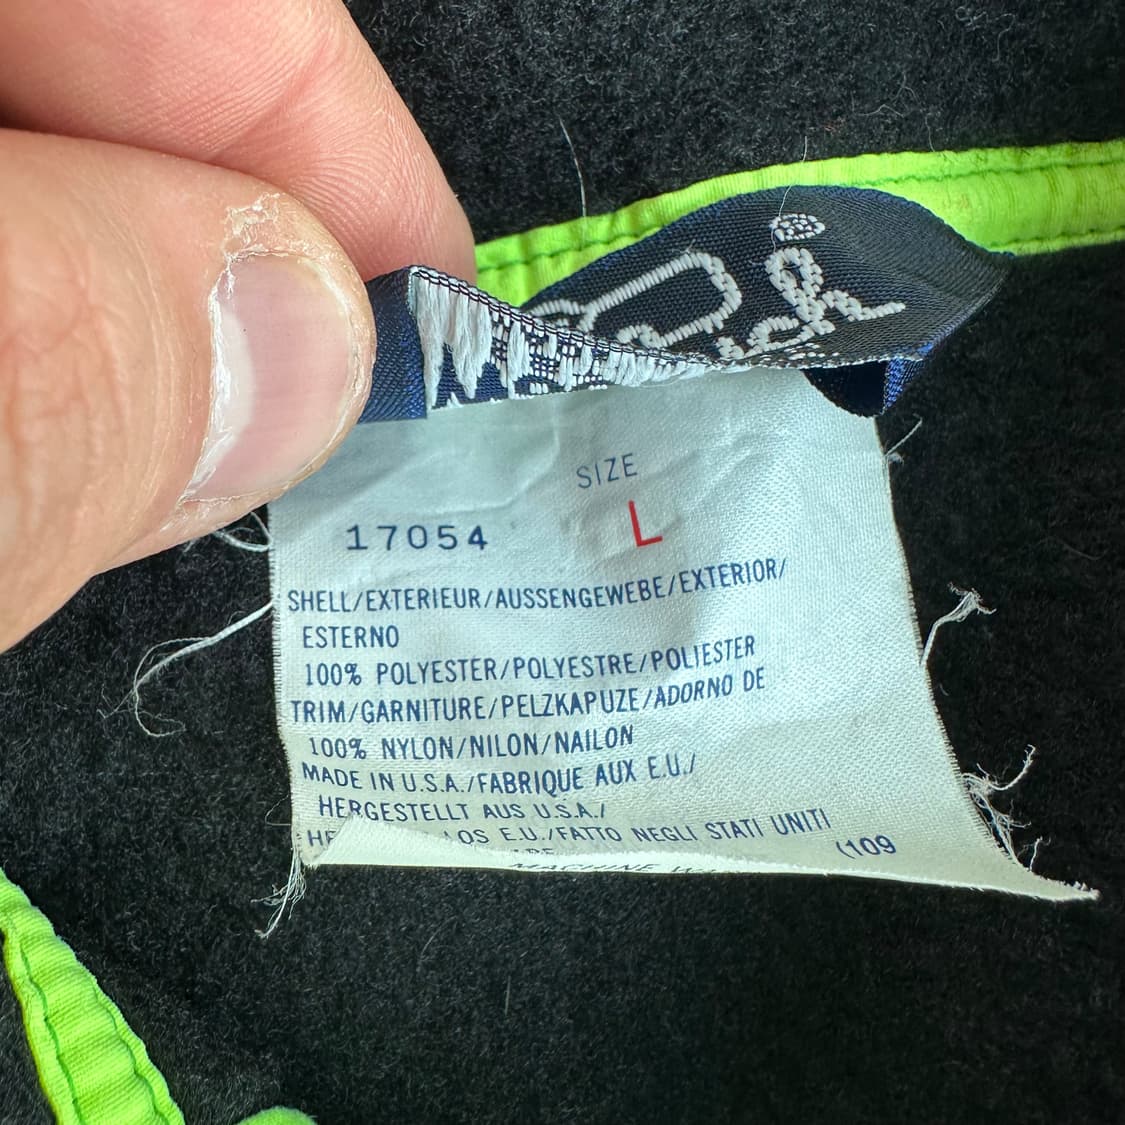 SIZE
17054 L
SHELL/EXTERIEUR/AUSSENGEWEBE/EXTERIOR/
ESTERNO
100% POLYESTER/POLYESTRE/POLIESTER
TRIM/GARNITURE/PELZKAPUZE/ADORNO DE
100% NYLON/NILON/NAILON
MADE IN U.S.A./FABRIQUE AUX E.U./
HERGESTELLT AUS U.S.A./
LOS E.U./FATTO NEGLI STATI UNITI
(109
MACHINE